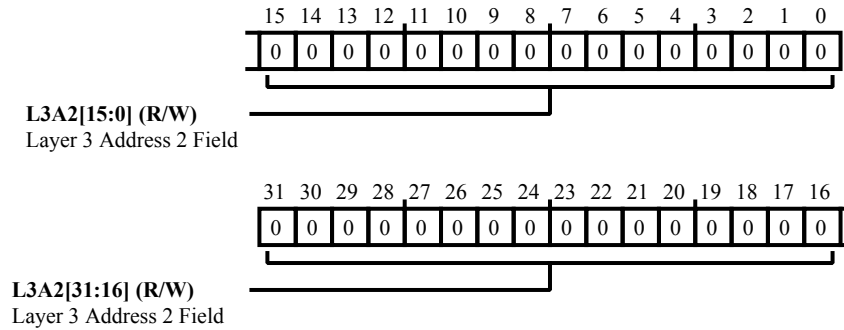 15 14 13 12 11 10 9 8 7 6 5 4 3 2 1 0
0 0 0 0 0 0 0 0 0 0 0 0 0 0 0 0
L3A2[15:0] (R/W)
Layer 3 Address 2 Field
31 30 29 28 27 26 25 24 23 22 21 20 19 18 17 16
0 0 0 0 0 0 0 0 0 0 0 0 0 0 0 0
L3A2[31:16] (R/W)
Layer 3 Address 2 Field